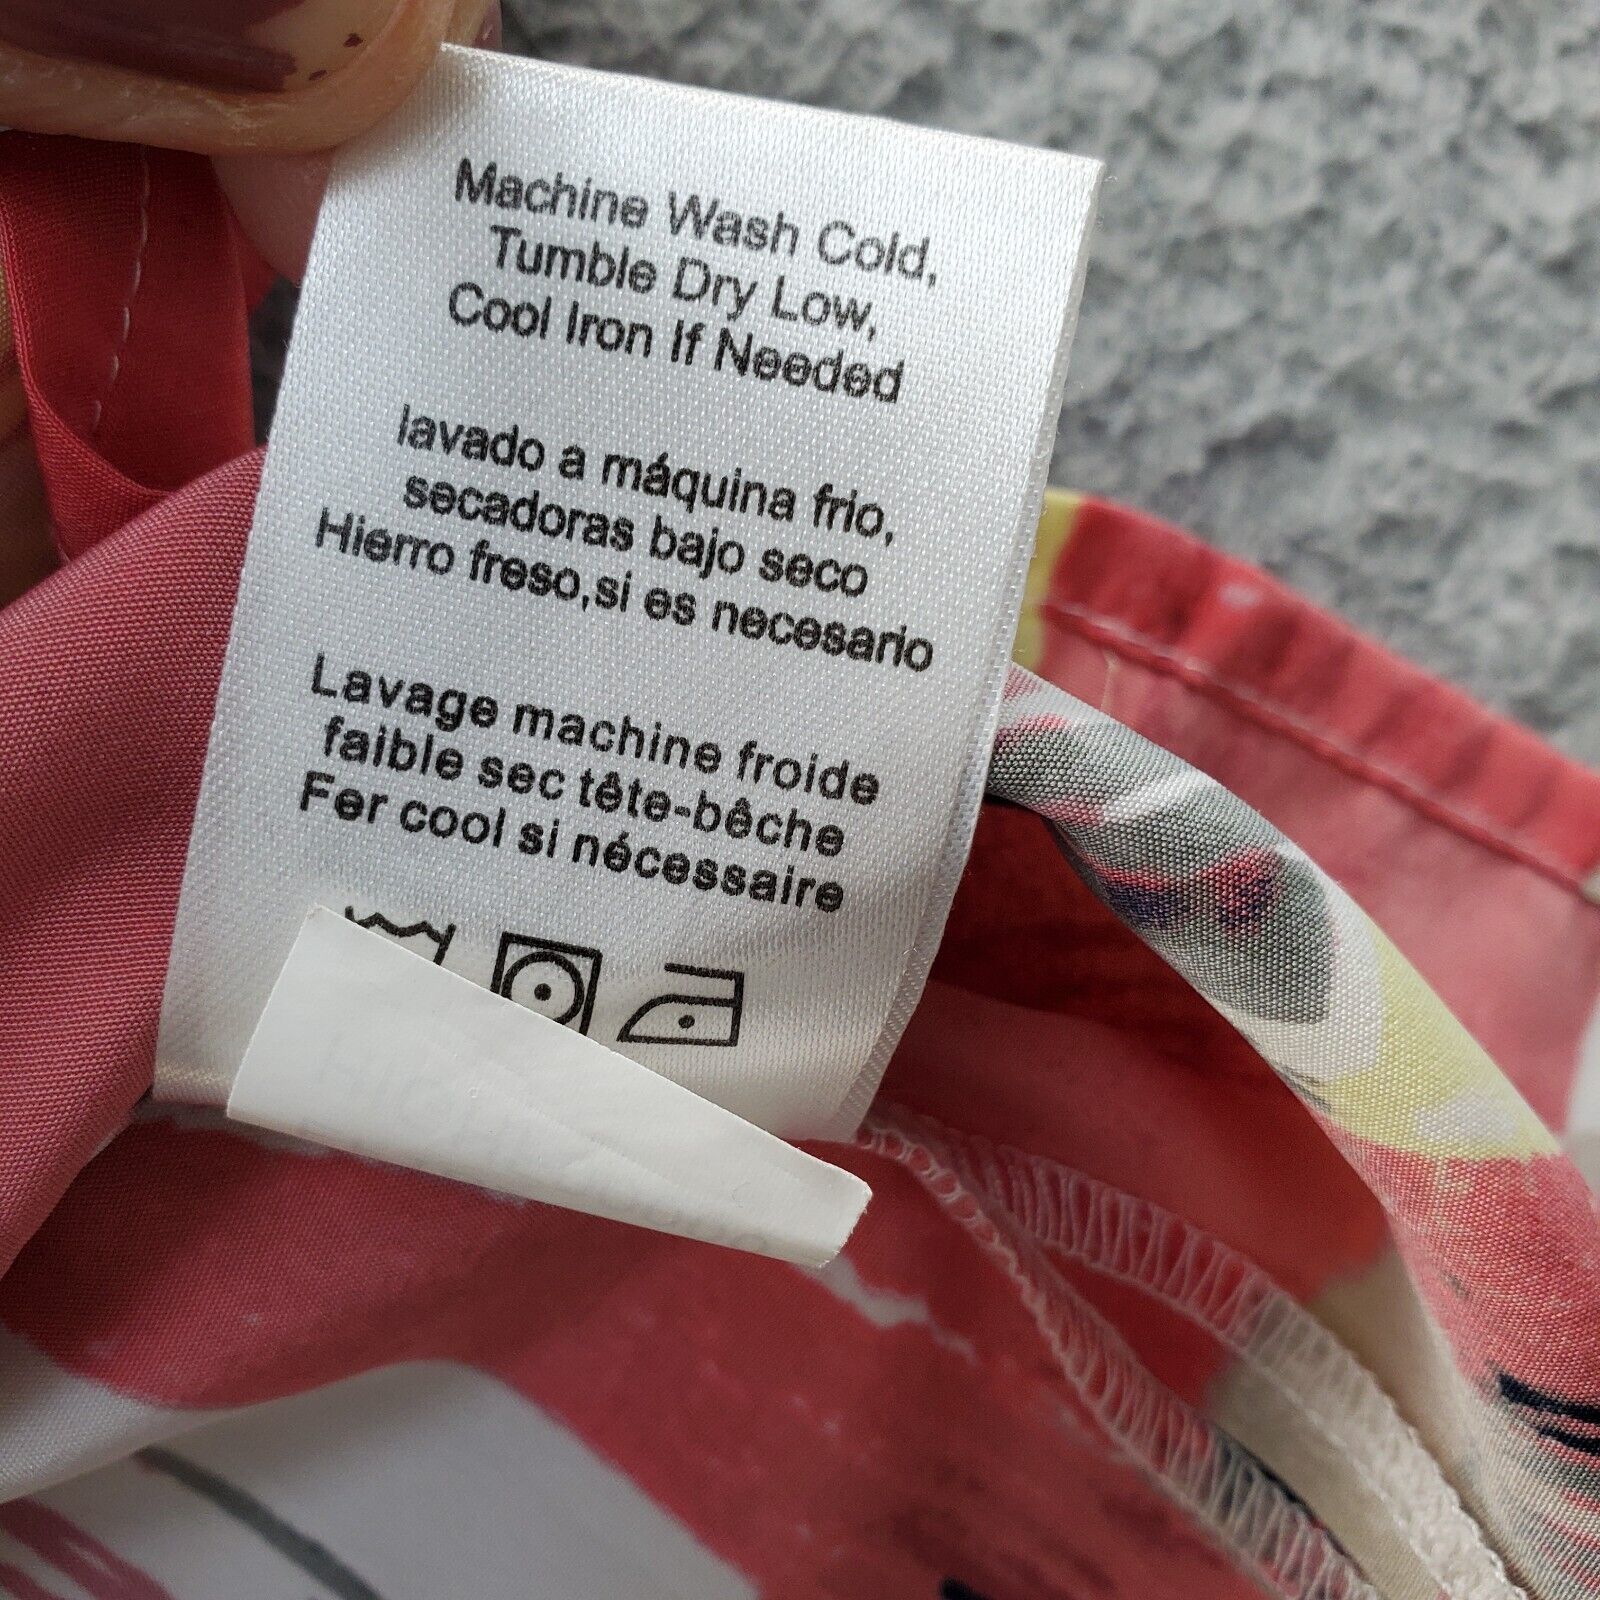 Machine Wash Cold,
Tumble Dry Low,
Cool Iron If Needed
lavado a máquina frio,
secadoras bajo seco
Hierro freso,si es necesario
Lavage machine froide
faible sec tête-bêche
Fer cool si nécessaire